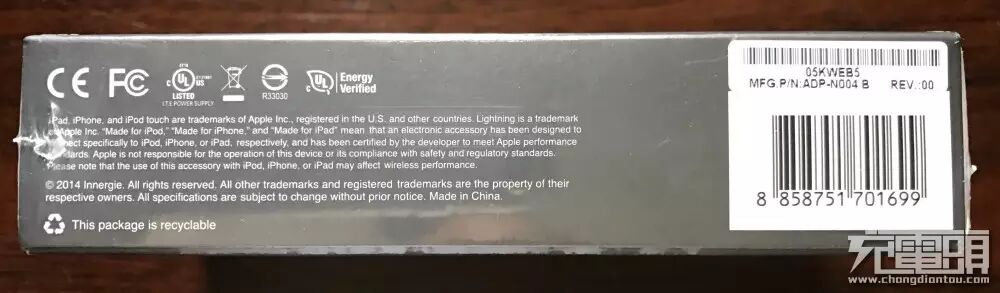 CE FC UL US LISTED I.T.E POWER SUPPLY R33030 UL Energy Verified
iPad, iPhone, and iPod touch are trademarks of Apple Inc., registered in the U.S. and other countries. Lightning is a trademark
of Apple Inc. "Made for iPod," "Made for iPhone," and "Made for iPad" mean that an electronic accessory has been designed to
connect specifically to iPod, iPhone, or iPad, respectively, and has been certified by the developer to meet Apple performance
standards. Apple is not responsible for the operation of this device or its compliance with safety and regulatory standards.
Please note that the use of this accessory with iPod, iPhone, or iPad may affect wireless performance.
© 2014 Innergie. All rights reserved. All other trademarks and registered trademarks are the property of their
respective owners. All specifications are subject to change without prior notice. Made in China.
This package is recyclable
05KWEB5
MFG.P/N:ADP-N004 B REV.:00
8 858751 701699
充電頭
www.chongdiantou.com